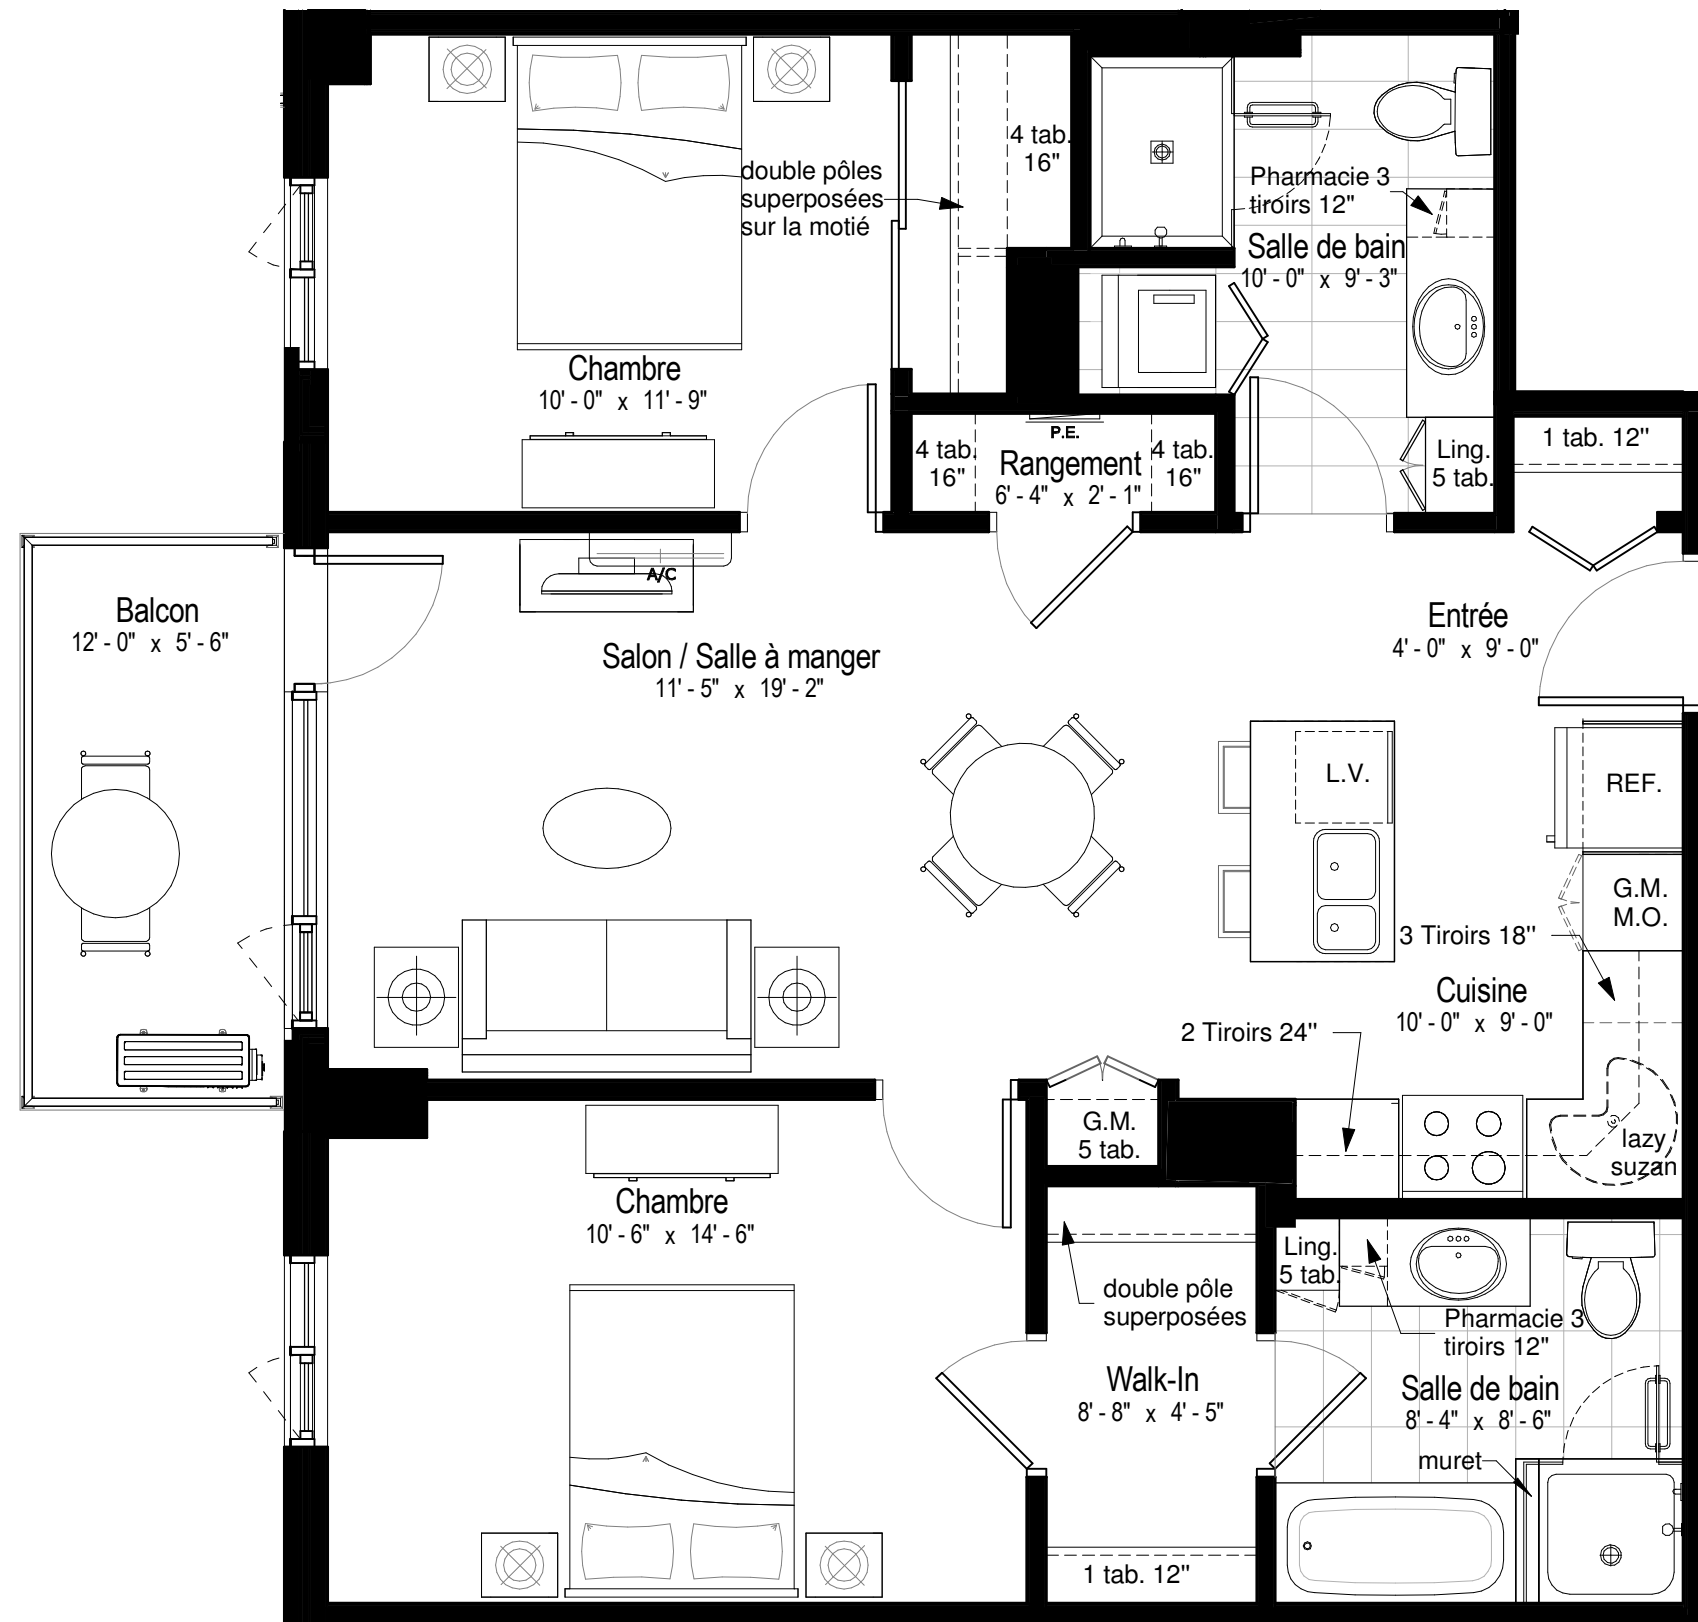 4 tab.
16"
double pôles
superposées
sur la motié
Pharmacie 3
tiroirs 12"
Salle de bain
10' - 0" x 9' - 3"
Chambre
10' - 0" x 11' - 9"
P.E.
4 tab.
16"
Rangement
6' - 4" x 2' - 1"
4 tab.
16"
Ling.
5 tab.
1 tab. 12"
A/C
Balcon
12' - 0" x 5' - 6"
Entrée
4' - 0" x 9' - 0"
Salon / Salle à manger
11' - 5" x 19' - 2"
L.V.
REF.
G.M.
M.O.
3 Tiroirs 18"
Cuisine
10' - 0" x 9' - 0"
2 Tiroirs 24"
G.M.
5 tab.
lazy
suzan
Chambre
10' - 6" x 14' - 6"
Ling.
5 tab.
double pôle
superposées
Pharmacie 3
tiroirs 12"
Walk-In
8' - 8" x 4' - 5"
Salle de bain
8' - 4" x 8' - 6"
muret
1 tab. 12"